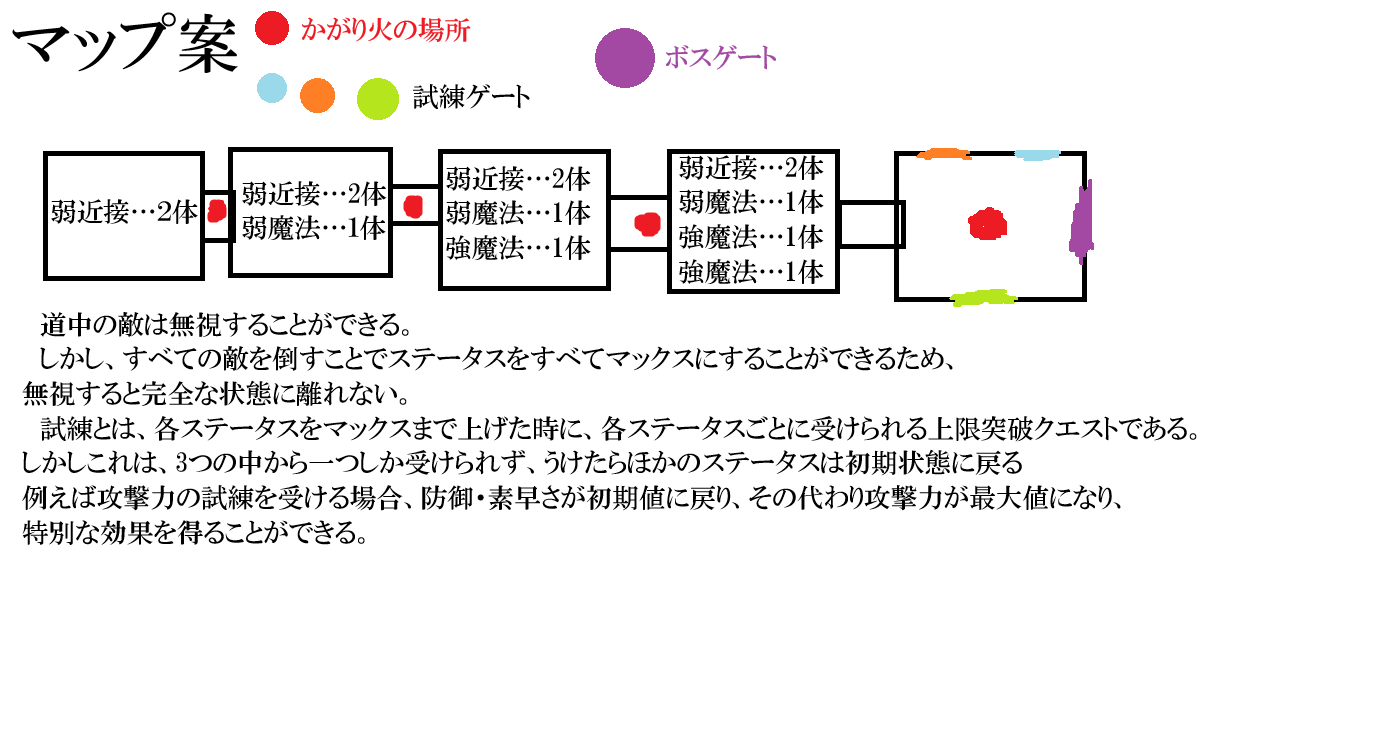 マップ案
かがり火の場所
ボスゲート
試練ゲート
弱近接…2体
弱近接…2体
弱魔法…1体
弱近接…2体
弱魔法…1体
強魔法…1体
弱近接…2体
弱魔法…1体
強魔法…1体
強魔法…1体
道中の敵は無視することができる。
しかし、すべての敵を倒すことでステータスをすべてマックスにすることができるため、
無視すると完全な状態に離れない。
試練とは、各ステータスをマックスまで上げた時に、各ステータスごとに受けられる上限突破クエストである。
しかしこれは、3つの中から一つしか受けられず、うけたらほかのステータスは初期状態に戻る
例えば攻撃力の試練を受ける場合、防御・素早さが初期値に戻り、その代わり攻撃力が最大値になり、
特別な効果を得ることができる。